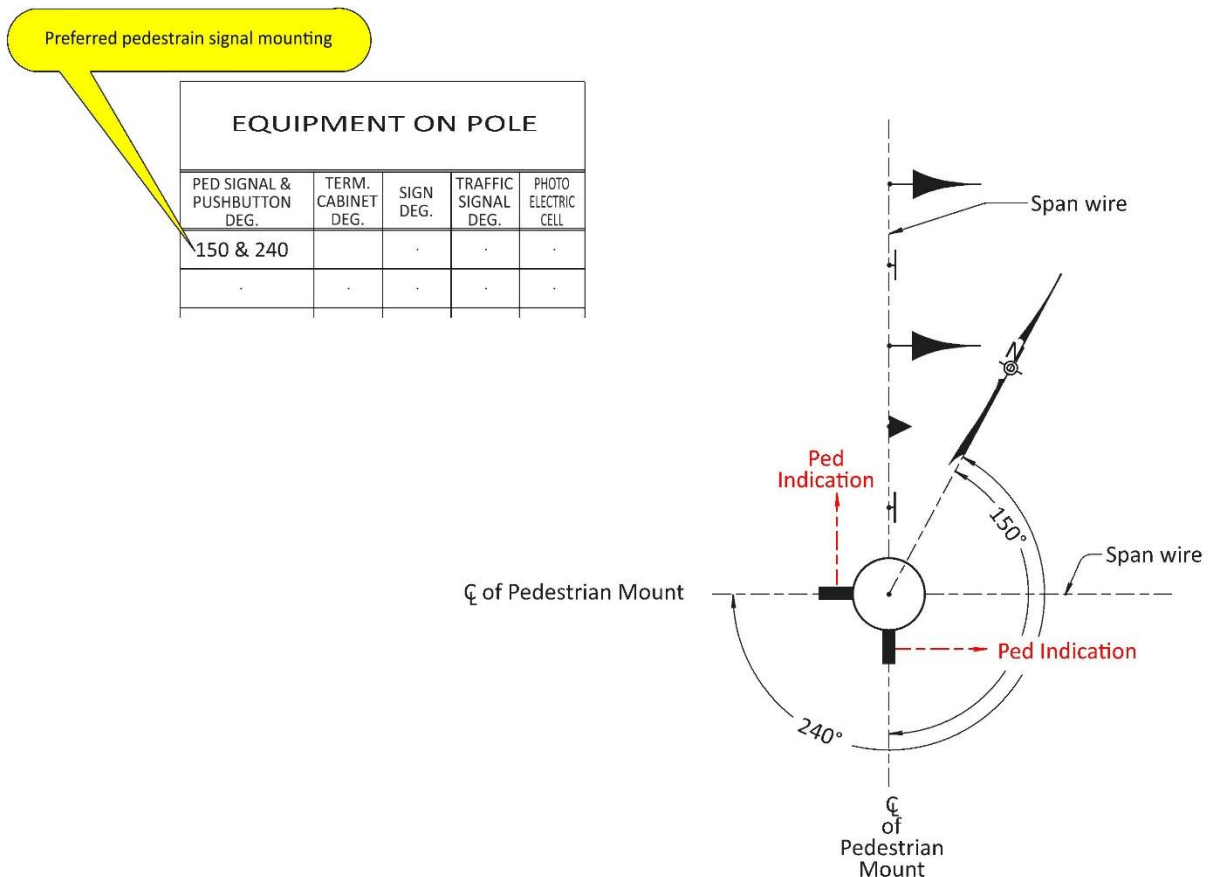 Preferred pedestrain signal mounting
EQUIPMENT ON POLE
PED SIGNAL &
PUSHBUTTON
DEG.
TERM.
CABINET
DEG.
SIGN
DEG.
TRAFFIC
SIGNAL
DEG.
PHOTO
ELECTRIC
CELL
150 & 240
Span wire
N
Ped
Indication
150°
Span wire
℄ of Pedestrian Mount
Ped Indication
240°
℄
of
Pedestrian
Mount